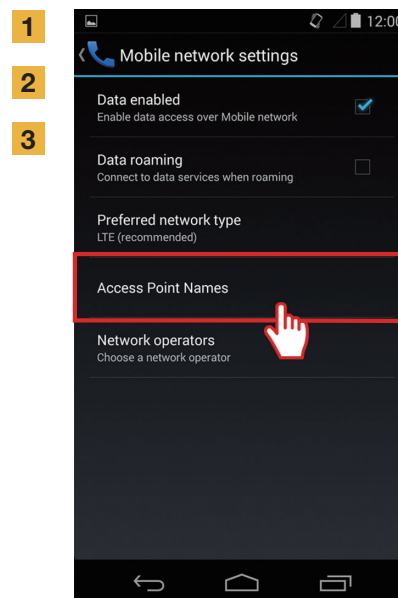 1
2
3
12:00
Mobile network settings
Data enabled
Enable data access over Mobile network
Data roaming
Connect to data services when roaming
Preferred network type
LTE (recommended)
Access Point Names
Network operators
Choose a network operator